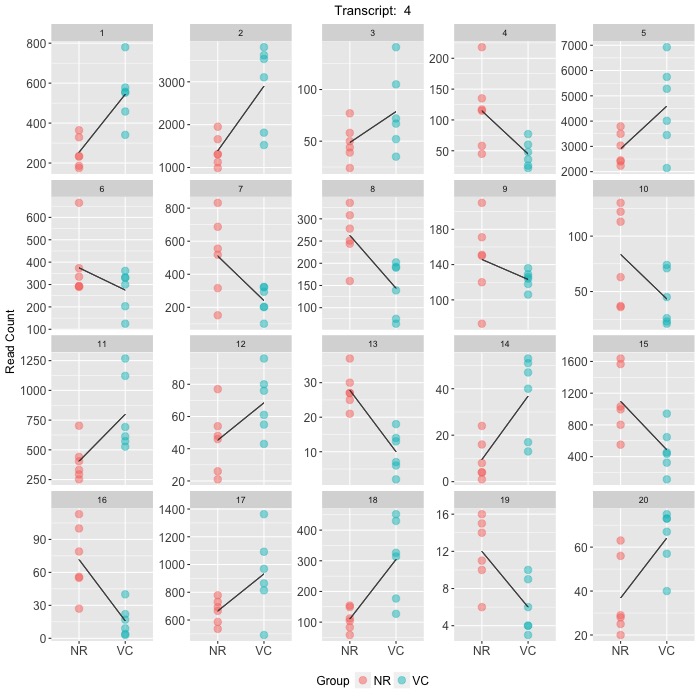 Transcript: 4
1 2 3 4 5
800 600 400 200
3000 2000 1000
100 50
200 150 100 50
7000 6000 5000 4000 3000 2000
6 7 8 9 10
600 500 400 300 200 100
800 600 400 200
300 250 200 150 100
180 140 100
100 50
Read Count
11 12 13 14 15
1250 1000 750 500 250
80 60 40 20
30 20 10
40 20 0
1600 1200 800 400
16 17 18 19 20
90 60 30 0
1400 1200 1000 800 600
400 300 200 100
16 12 8 4
60 40 20
NR VC NR VC NR VC NR VC NR VC
Group NR VC